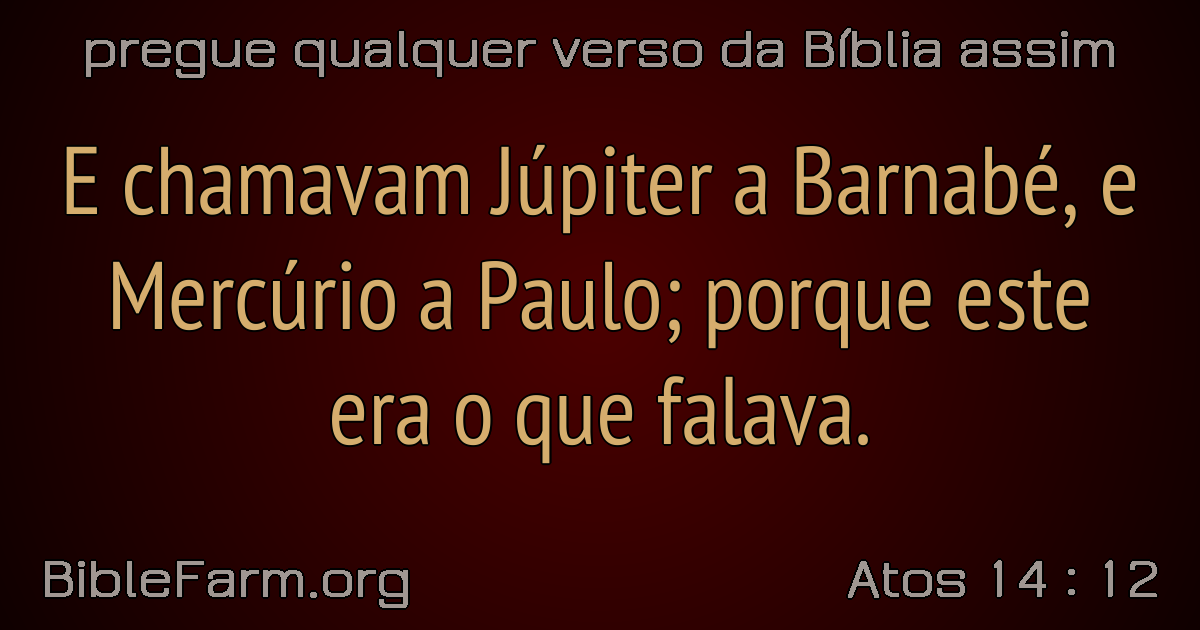 pregue qualquer verso da Bíblia assim
E chamavam Júpiter a Barnabé, e
Mercúrio a Paulo; porque este
era o que falava.
BibleFarm.org
Atos 14 : 12